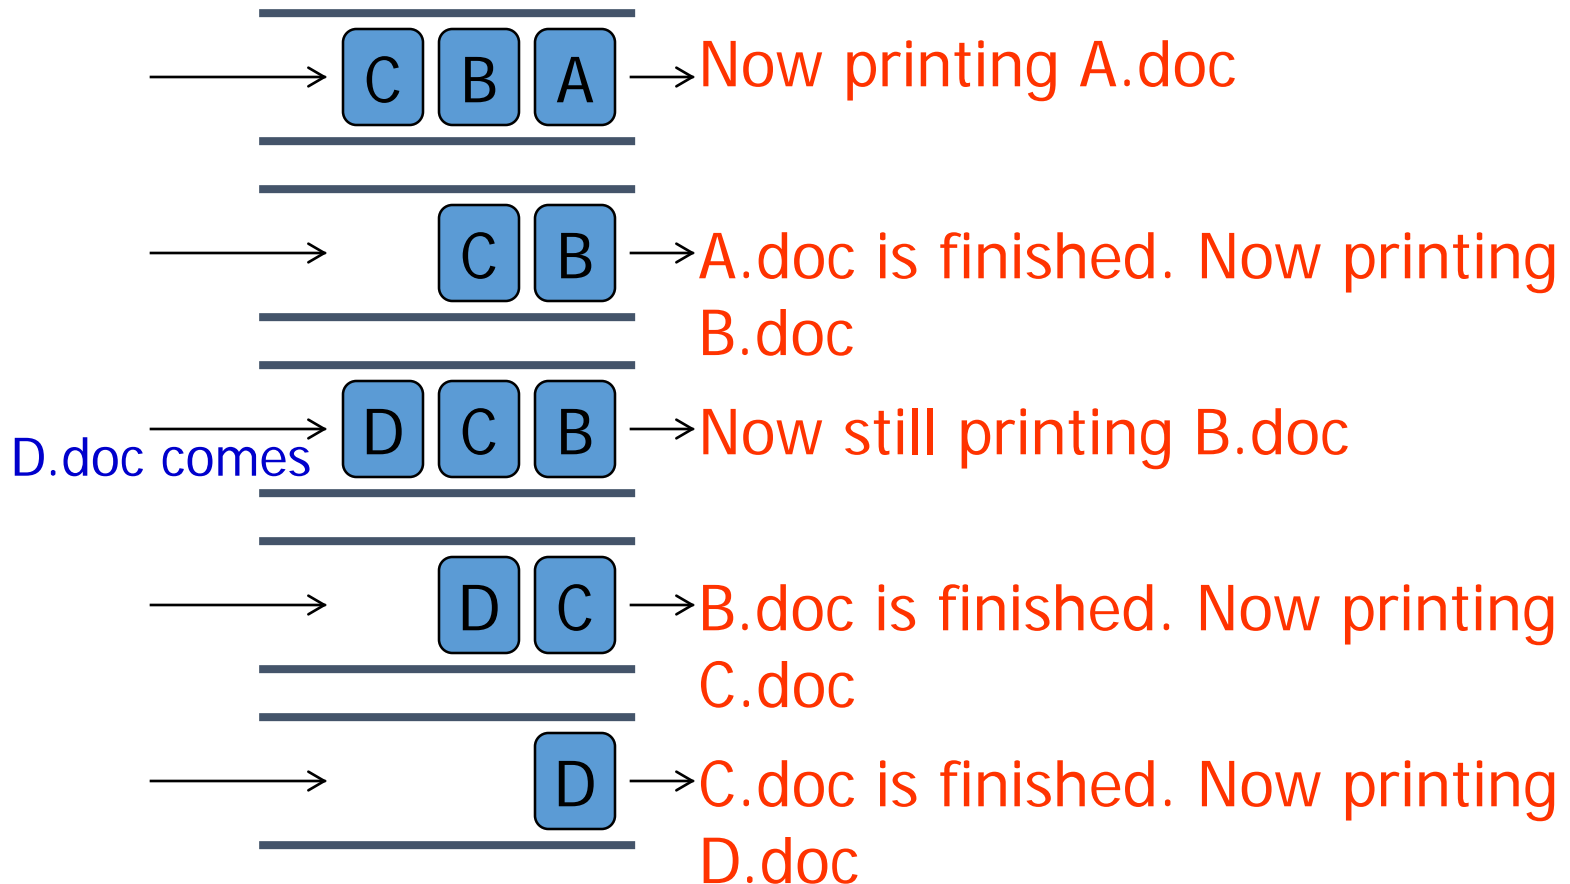 C B A
Now printing A.doc
C B
A.doc is finished. Now printing
B.doc
D.doc comes
D C B
Now still printing B.doc
D C
B.doc is finished. Now printing
C.doc
D
C.doc is finished. Now printing
D.doc